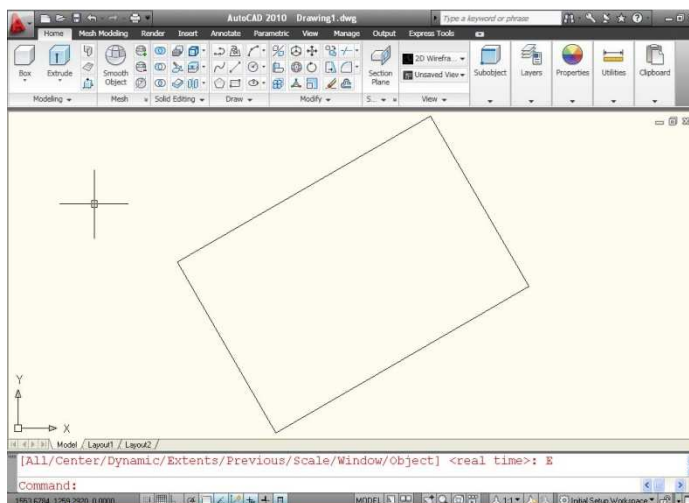 AutoCAD 2010 Drawing1.dwg Type a keyword or phrase
Home Mesh Modeling Render Insert Annotate Parametric View Manage Output Express Tools
Box Extrude Smooth Object Section Plane 2D Wirefra... Unsaved View Subobject Layers Properties Utilities Clipboard
Modeling Mesh Solid Editing Draw Modify S... View
Y
X
Model Layout1 Layout2
[All/Center/Dynamic/Extents/Previous/Scale/Window/Object] <real time>: E
Command:
MODEL 1:1 Initial Setup Workspace